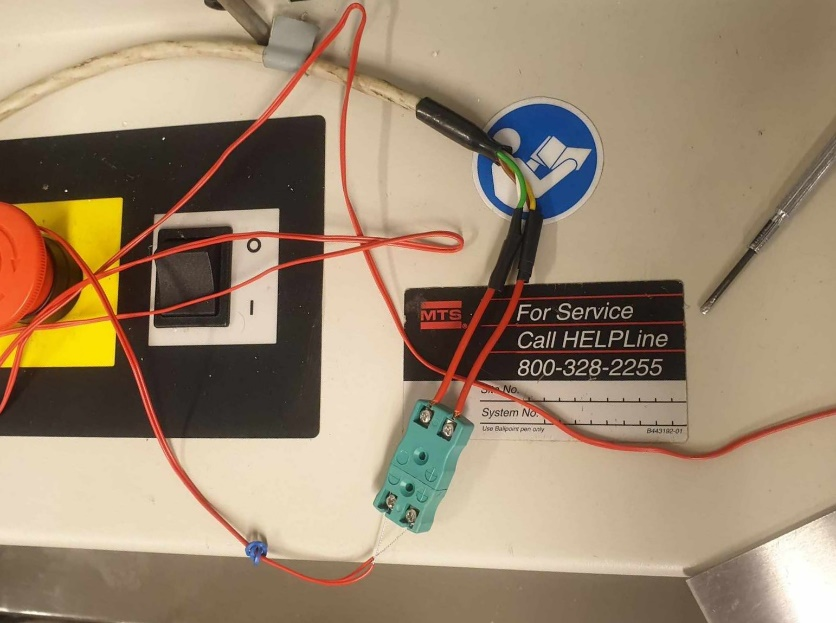 MTS
For Service
Call HELPLine
800-328-2255
Site No.
System No.
Use Ballpoint pen only
B443192-01